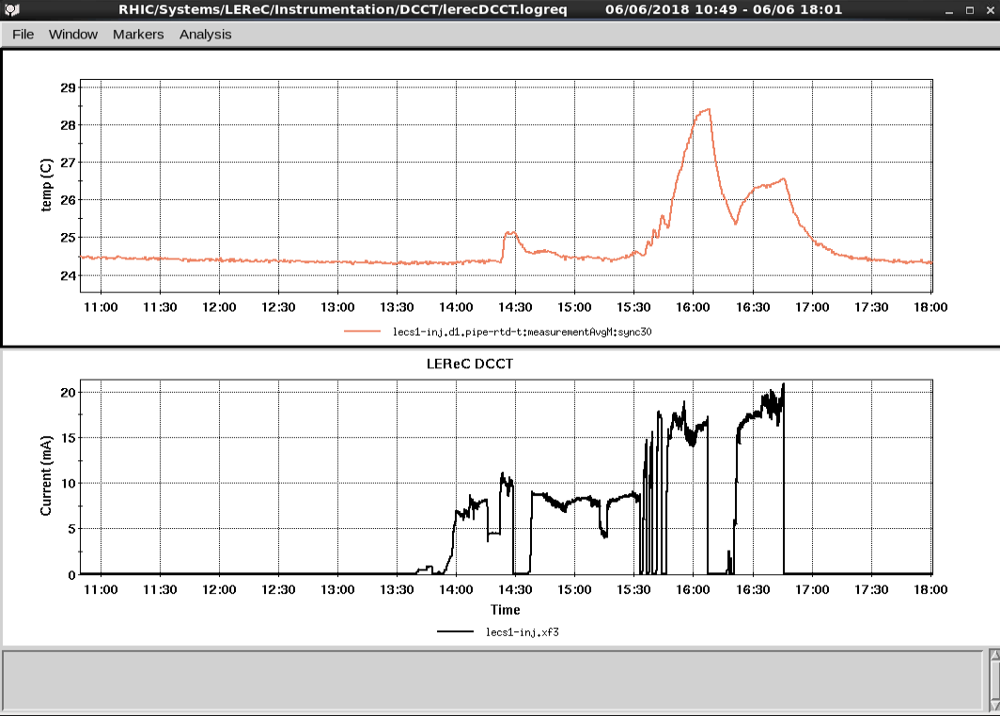 RHIC/Systems/LEReC/Instrumentation/DCCT/lerecDCCT.logreq 06/06/2018 10:49 - 06/06 18:01
File Window Markers Analysis
29
28
27
26
25
24
temp (C)
11:00 11:30 12:00 12:30 13:00 13:30 14:00 14:30 15:00 15:30 16:00 16:30 17:00 17:30 18:00
lecs1-inj.d1.pipe-rtd-t:measurementAvgM:sync30
LEReC DCCT
20
15
10
5
0
Current (mA)
11:00 11:30 12:00 12:30 13:00 13:30 14:00 14:30 15:00 15:30 16:00 16:30 17:00 17:30 18:00
Time
lecs1-inj.xf3